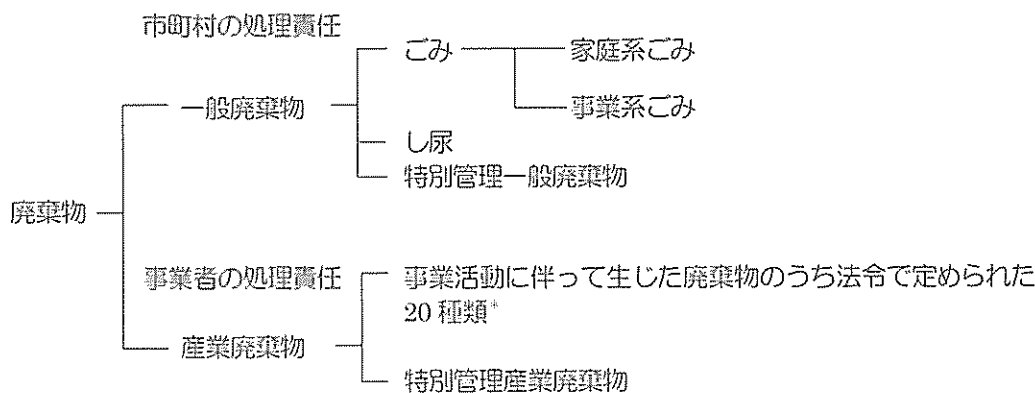 市町村の処理責任
ごみ
家庭系ごみ
事業系ごみ
一般廃棄物
し尿
特別管理一般廃棄物
廃棄物
事業者の処理責任
事業活動に伴って生じた廃棄物のうち法令で定められた
20 種類*
産業廃棄物
特別管理産業廃棄物